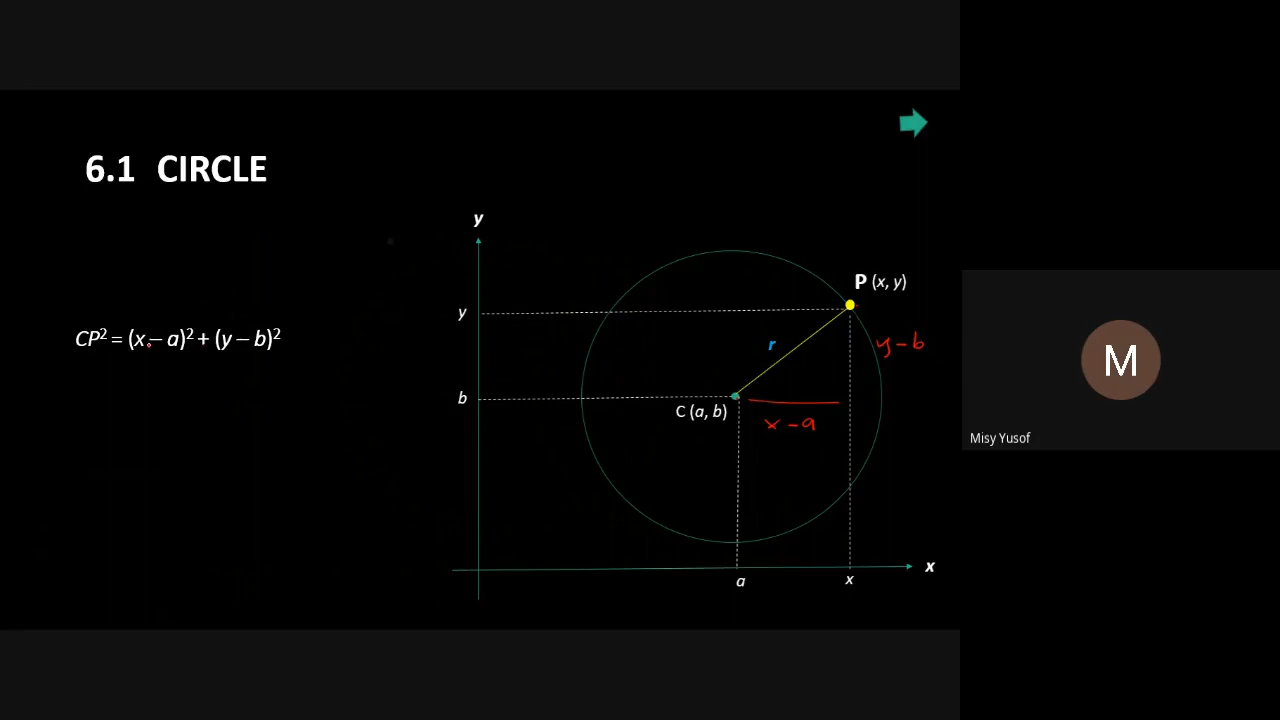 6.1 CIRCLE
y
P (x, y)
y
r
y – b
CP² = (x – a)² + (y – b)²
b
C (a, b)
x – a
x
a
x
M
Misy Yusof